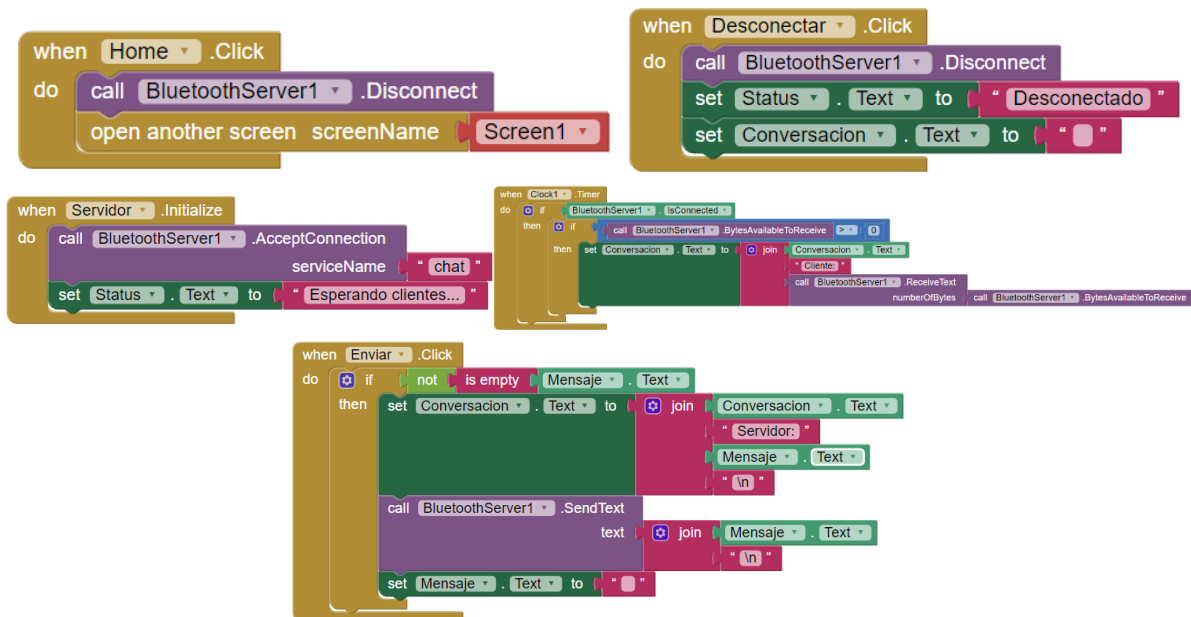 when Home .Click
do call BluetoothServer1 .Disconnect
open another screen screenName Screen1
when Desconectar .Click
do call BluetoothServer1 .Disconnect
set Status . Text to " Desconectado "
set Conversacion . Text to " "
when Servidor .Initialize
do call BluetoothServer1 .AcceptConnection
serviceName " chat "
set Status . Text to " Esperando clientes... "
when Clock1 .Timer
do if BluetoothServer1 . IsConnected
then if call BluetoothServer1 .BytesAvailableToReceive > 0
then set Conversacion . Text to join Conversacion . Text
" Cliente: "
call BluetoothServer1 .ReceiveText
numberOfBytes call BluetoothServer1 .BytesAvailableToReceive
when Enviar .Click
do if not is empty Mensaje . Text
then set Conversacion . Text to join Conversacion . Text
" Servidor: "
Mensaje . Text
" \n "
call BluetoothServer1 .SendText
text join Mensaje . Text
" \n "
set Mensaje . Text to " "